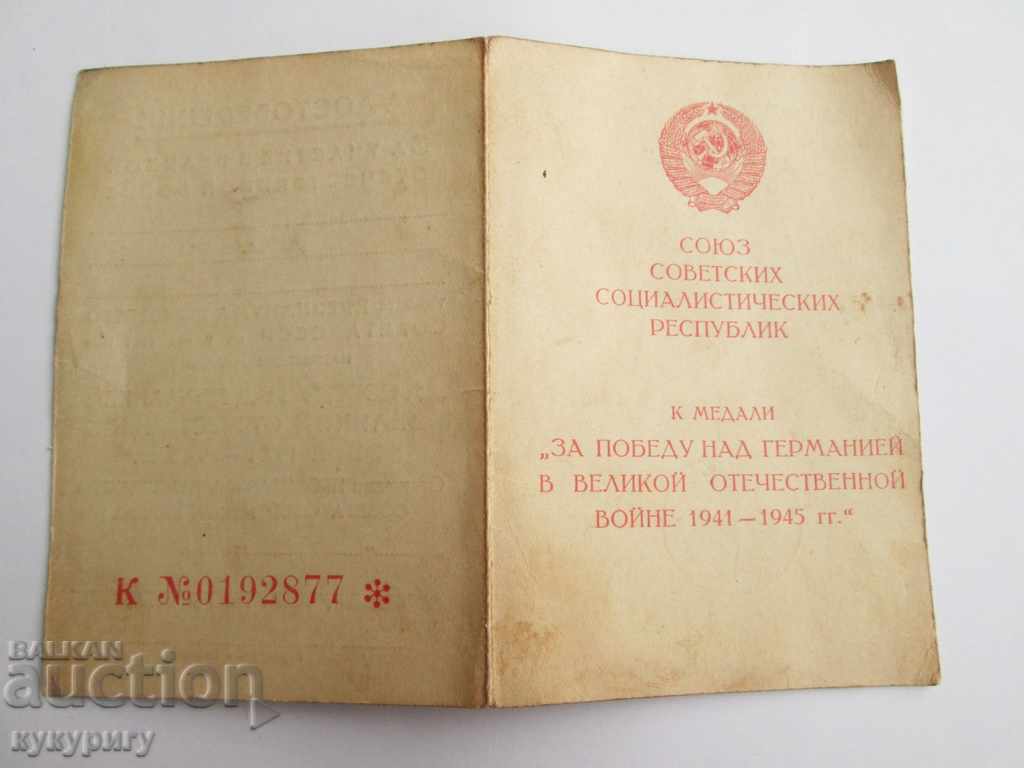 СОЮЗ
СОВЕТСКИХ
СОЦИАЛИСТИЧЕСКИХ
РЕСПУБЛИК
К МЕДАЛИ
„ЗА ПОБЕДУ НАД ГЕРМАНИЕЙ
В ВЕЛИКОЙ ОТЕЧЕСТВЕННОЙ
ВОЙНЕ 1941—1945 гг.“
К №0192877 *
BALKAN
auction
кукуригу